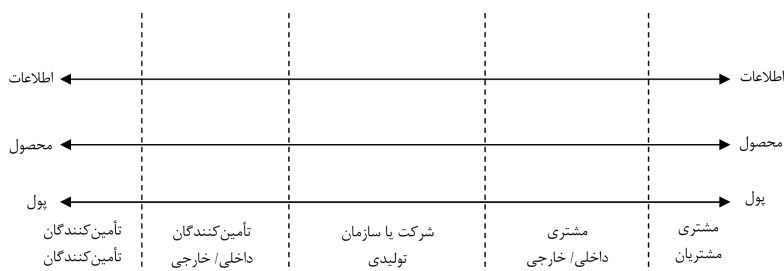 اطلاعات اطلاعات
محصول محصول
پول پول
مشتری مشتری شرکت یا سازمان تأمین‌کنندگان تأمین‌کنندگان
مشتریان داخلی/ خارجی تولیدی داخلی/ خارجی تأمین‌کنندگان